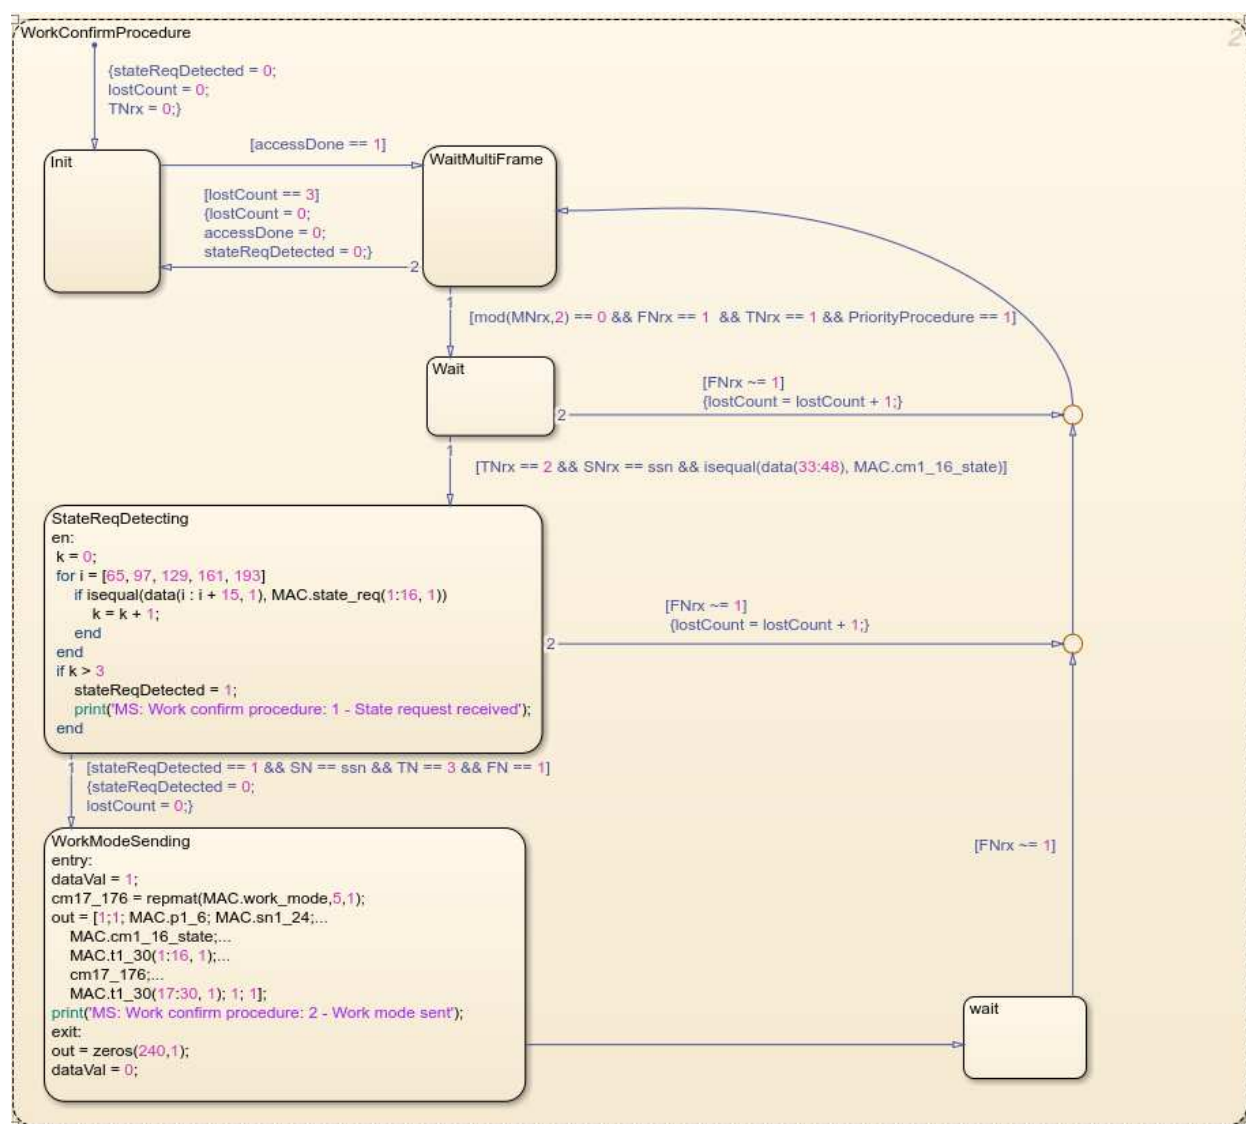 WorkConfirmProcedure
2
{stateReqDetected = 0;
lostCount = 0;
TNrx = 0;}
Init
[accessDone == 1]
WaitMultiFrame
[lostCount == 3]
{lostCount = 0;
accessDone = 0;
stateReqDetected = 0;}
2
1
[mod(MNrx,2) == 0 && FNrx == 1  && TNrx == 1 && PriorityProcedure == 1]
Wait
[FNrx ~= 1]
{lostCount = lostCount + 1;}
2
1
[TNrx == 2 && SNrx == ssn && isequal(data(33:48), MAC.cm1_16_state)]
StateReqDetecting
en:
k = 0;
for i = [65, 97, 129, 161, 193]
if isequal(data(i : i + 15, 1), MAC.state_req(1:16, 1))
k = k + 1;
end
end
if k > 3
stateReqDetected = 1;
print('MS: Work confirm procedure: 1 - State request received');
end
[FNrx ~= 1]
{lostCount = lostCount + 1;}
2
1
[stateReqDetected == 1 && SN == ssn && TN == 3 && FN == 1]
{stateReqDetected = 0;
lostCount = 0;}
WorkModeSending
entry:
dataVal = 1;
cm17_176 = repmat(MAC.work_mode,5,1);
out = [1;1; MAC.p1_6; MAC.sn1_24;...
MAC.cm1_16_state;...
MAC.t1_30(1:16, 1);...
cm17_176;...
MAC.t1_30(17:30, 1); 1; 1];
print('MS: Work confirm procedure: 2 - Work mode sent');
exit:
out = zeros(240,1);
dataVal = 0;
[FNrx ~= 1]
wait